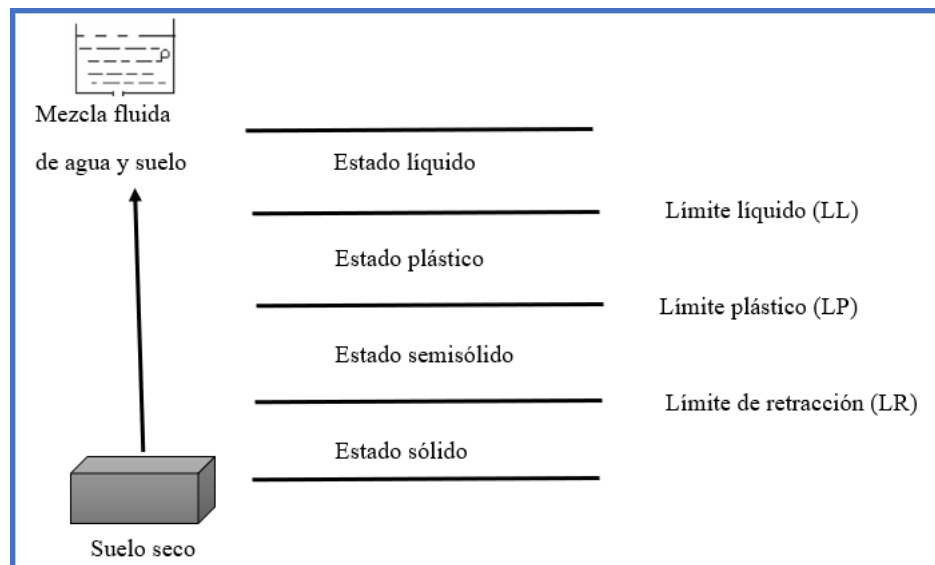 Mezcla fluida
de agua y suelo
Estado líquido
Límite líquido (LL)
Estado plástico
Límite plástico (LP)
Estado semisólido
Límite de retracción (LR)
Estado sólido
Suelo seco